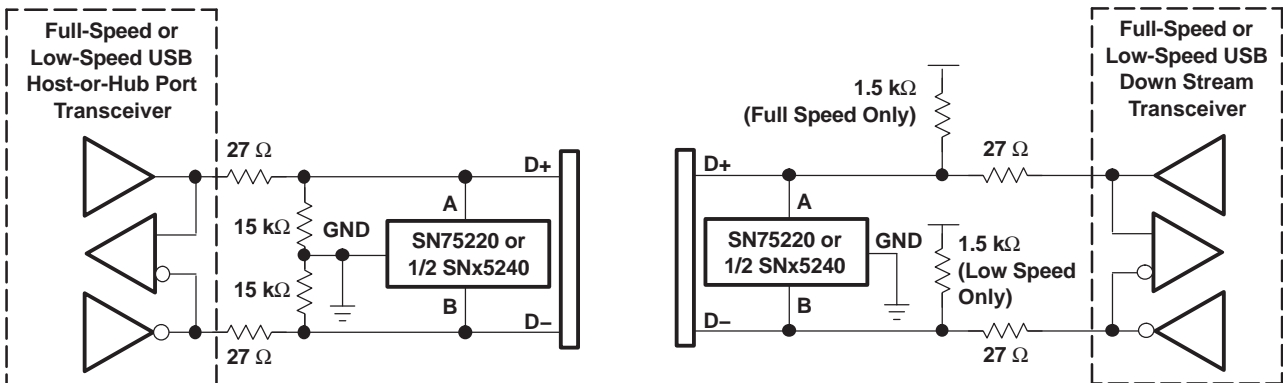 Full-Speed or
Low-Speed USB
Host-or-Hub Port
Transceiver
27 Ω
15 kΩ
15 kΩ
27 Ω
GND
A
SN75220 or
1/2 SNx5240
B
D+
D−
D+
D−
A
SN75220 or
1/2 SNx5240
B
GND
1.5 kΩ
(Full Speed Only)
27 Ω
1.5 kΩ
(Low Speed
Only)
27 Ω
Full-Speed or
Low-Speed USB
Down Stream
Transceiver